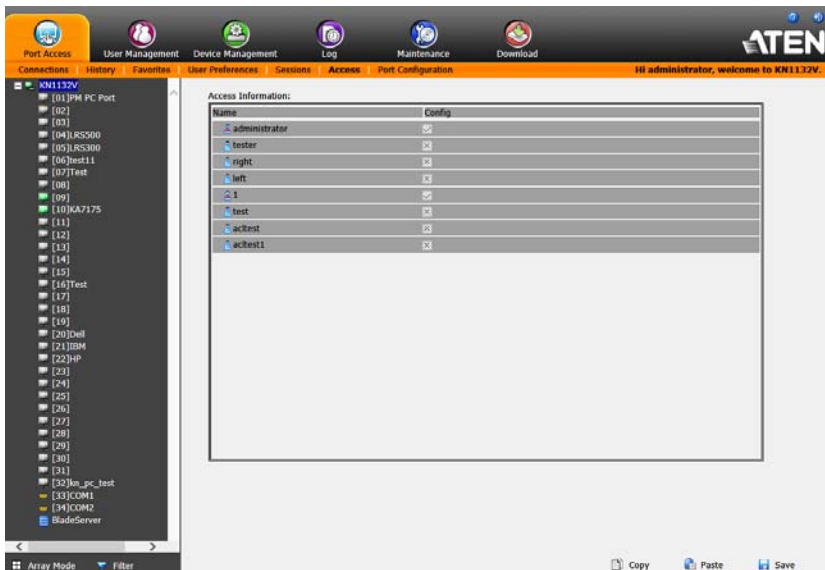 ATEN
Port Access
User Management
Device Management
Log
Maintenance
Download
Connections
History
Favorites
User Preferences
Sessions
Access
Port Configuration
Hi administrator, welcome to KN1132V.
KN1132V
[01]PM PC Port
[02]
[03]
[04]LRS500
[05]LRS300
[06]test11
[07]Test
[08]
[09]
[10]KA7175
[11]
[12]
[13]
[14]
[15]
[16]Test
[17]
[18]
[19]
[20]Dell
[21]IBM
[22]HP
[23]
[24]
[25]
[26]
[27]
[28]
[29]
[30]
[31]
[32]kn_pc_test
[33]COM1
[34]COM2
BladeServer
Array Mode
Filter
Access Information:
Name Config
administrator
tester
right
left
1
test
acltest
acltest1
Copy
Paste
Save